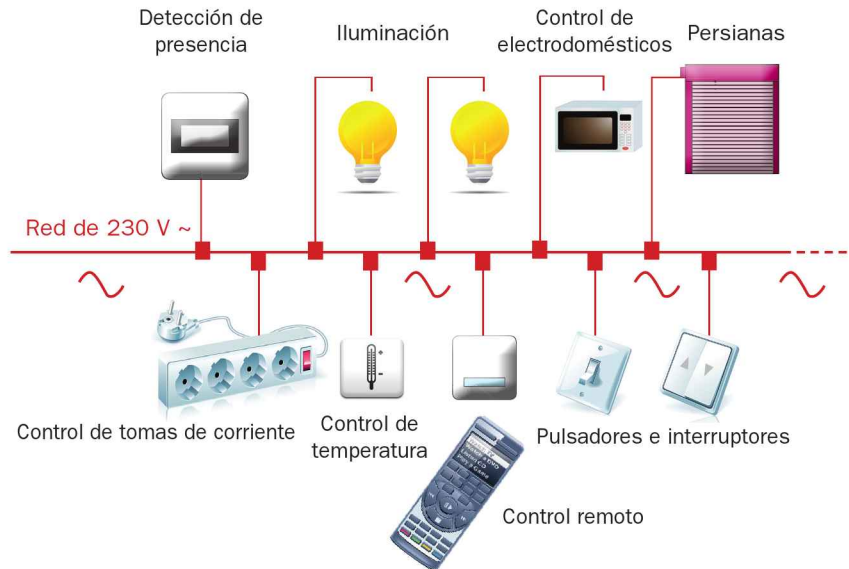 Detección de
presencia
Iluminación
Control de
electrodomésticos
Persianas
Red de 230 V ~
Control de tomas de corriente
Control de
temperatura
Pulsadores e interruptores
Control remoto